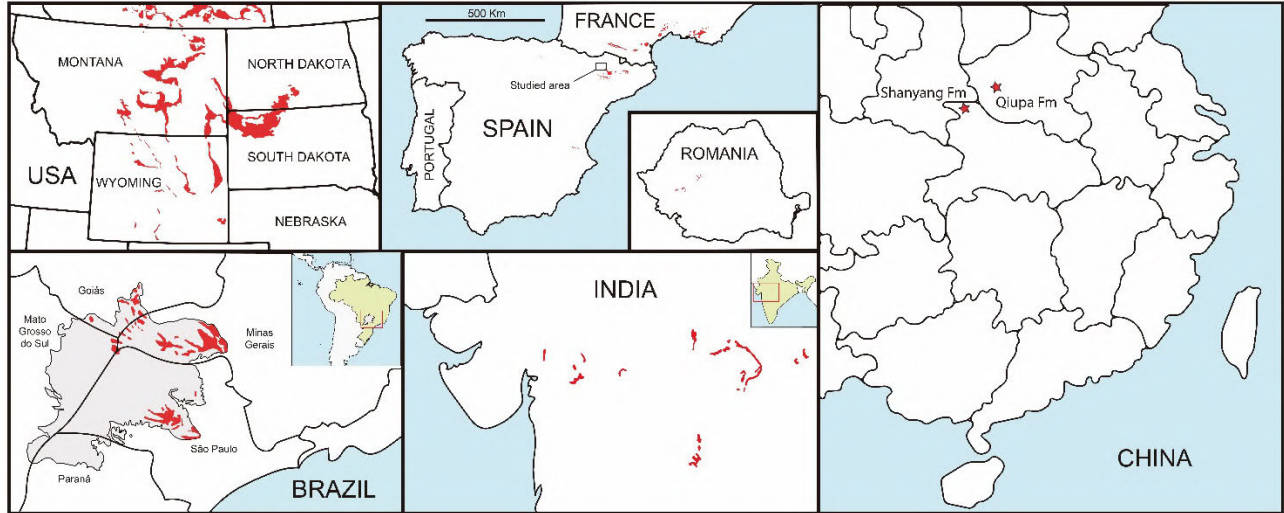 MONTANA
NORTH DAKOTA
SOUTH DAKOTA
USA
WYOMING
NEBRASKA
500 Km
FRANCE
Studied area
PORTUGAL
SPAIN
ROMANIA
Shanyang Fm
Qiupa Fm
CHINA
Goiás
Mato
Grosso
do Sul
Minas
Gerais
São Paulo
Paraná
BRAZIL
INDIA